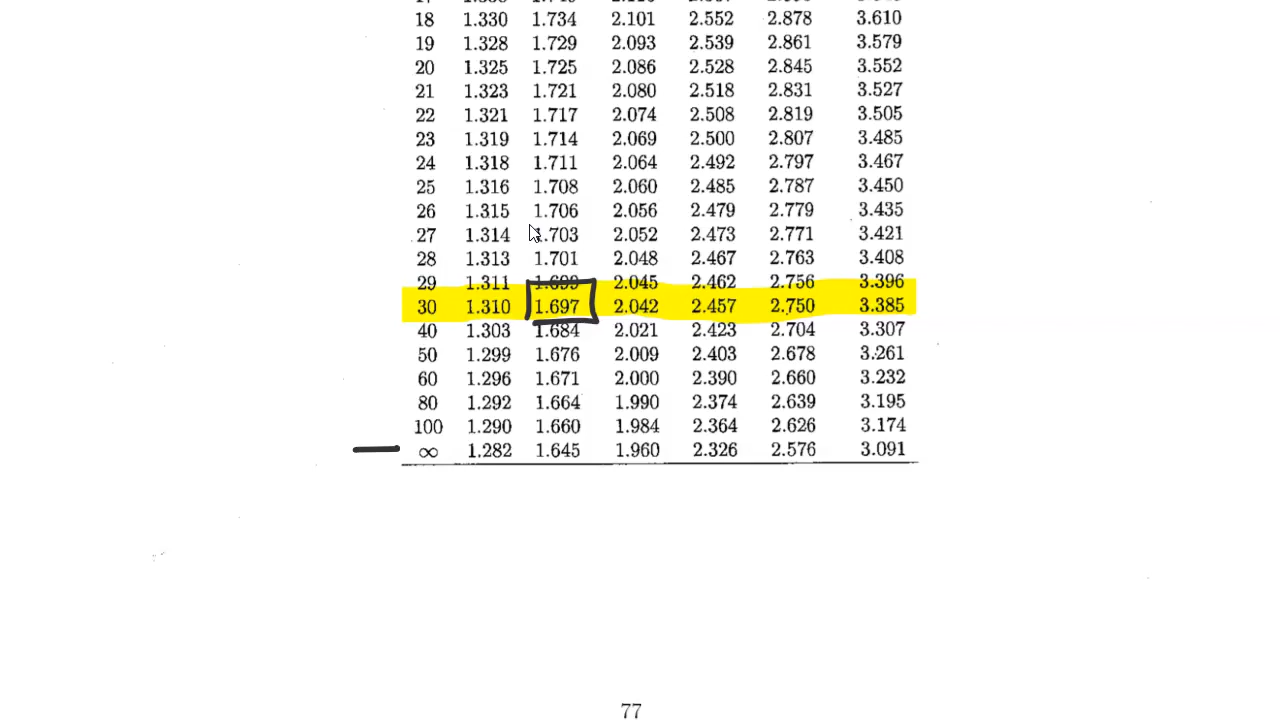 18 1.330 1.734 2.101 2.552 2.878 3.610
19 1.328 1.729 2.093 2.539 2.861 3.579
20 1.325 1.725 2.086 2.528 2.845 3.552
21 1.323 1.721 2.080 2.518 2.831 3.527
22 1.321 1.717 2.074 2.508 2.819 3.505
23 1.319 1.714 2.069 2.500 2.807 3.485
24 1.318 1.711 2.064 2.492 2.797 3.467
25 1.316 1.708 2.060 2.485 2.787 3.450
26 1.315 1.706 2.056 2.479 2.779 3.435
27 1.314 1.703 2.052 2.473 2.771 3.421
28 1.313 1.701 2.048 2.467 2.763 3.408
29 1.311 1.699 2.045 2.462 2.756 3.396
30 1.310 1.697 2.042 2.457 2.750 3.385
40 1.303 1.684 2.021 2.423 2.704 3.307
50 1.299 1.676 2.009 2.403 2.678 3.261
60 1.296 1.671 2.000 2.390 2.660 3.232
80 1.292 1.664 1.990 2.374 2.639 3.195
100 1.290 1.660 1.984 2.364 2.626 3.174
∞ 1.282 1.645 1.960 2.326 2.576 3.091
77